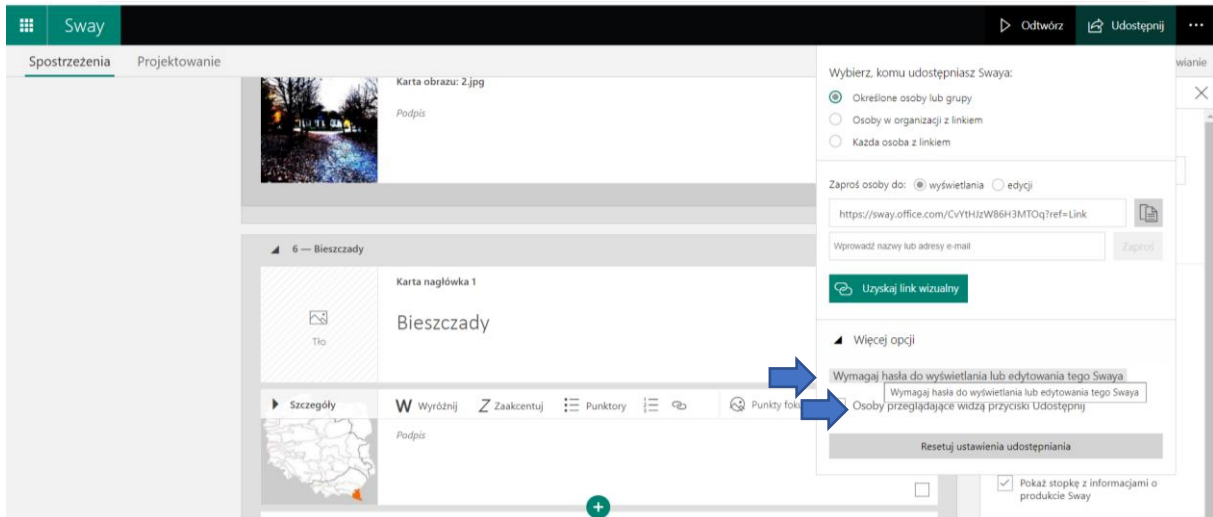 Sway
Odtwórz
Udostępnij
Spostrzeżenia Projektowanie
wianie
Karta obrazu: 2.jpg
Podpis
6 — Bieszczady
Karta nagłówka 1
Bieszczady
Tło
Szczegóły
W Wyróżnij Z Zaakcentuj Punktory Punkty foku
Podpis
Wybierz, komu udostępniasz Swaya:
Określone osoby lub grupy
Osoby w organizacji z linkiem
Każda osoba z linkiem
Zaproś osoby do: wyświetlania edycji
https://sway.office.com/CvYtHJzW86H3MTOq?ref=Link
Wprowadź nazwy lub adresy e-mail
Zaproś
Uzyskaj link wizualny
Więcej opcji
Wymagaj hasła do wyświetlania lub edytowania tego Swaya
Wymagaj hasła do wyświetlania lub edytowania tego Swaya
Osoby przeglądające widzą przyciski Udostępnij
Resetuj ustawienia udostępniania
Pokaż stopkę z informacjami o
produkcie Sway